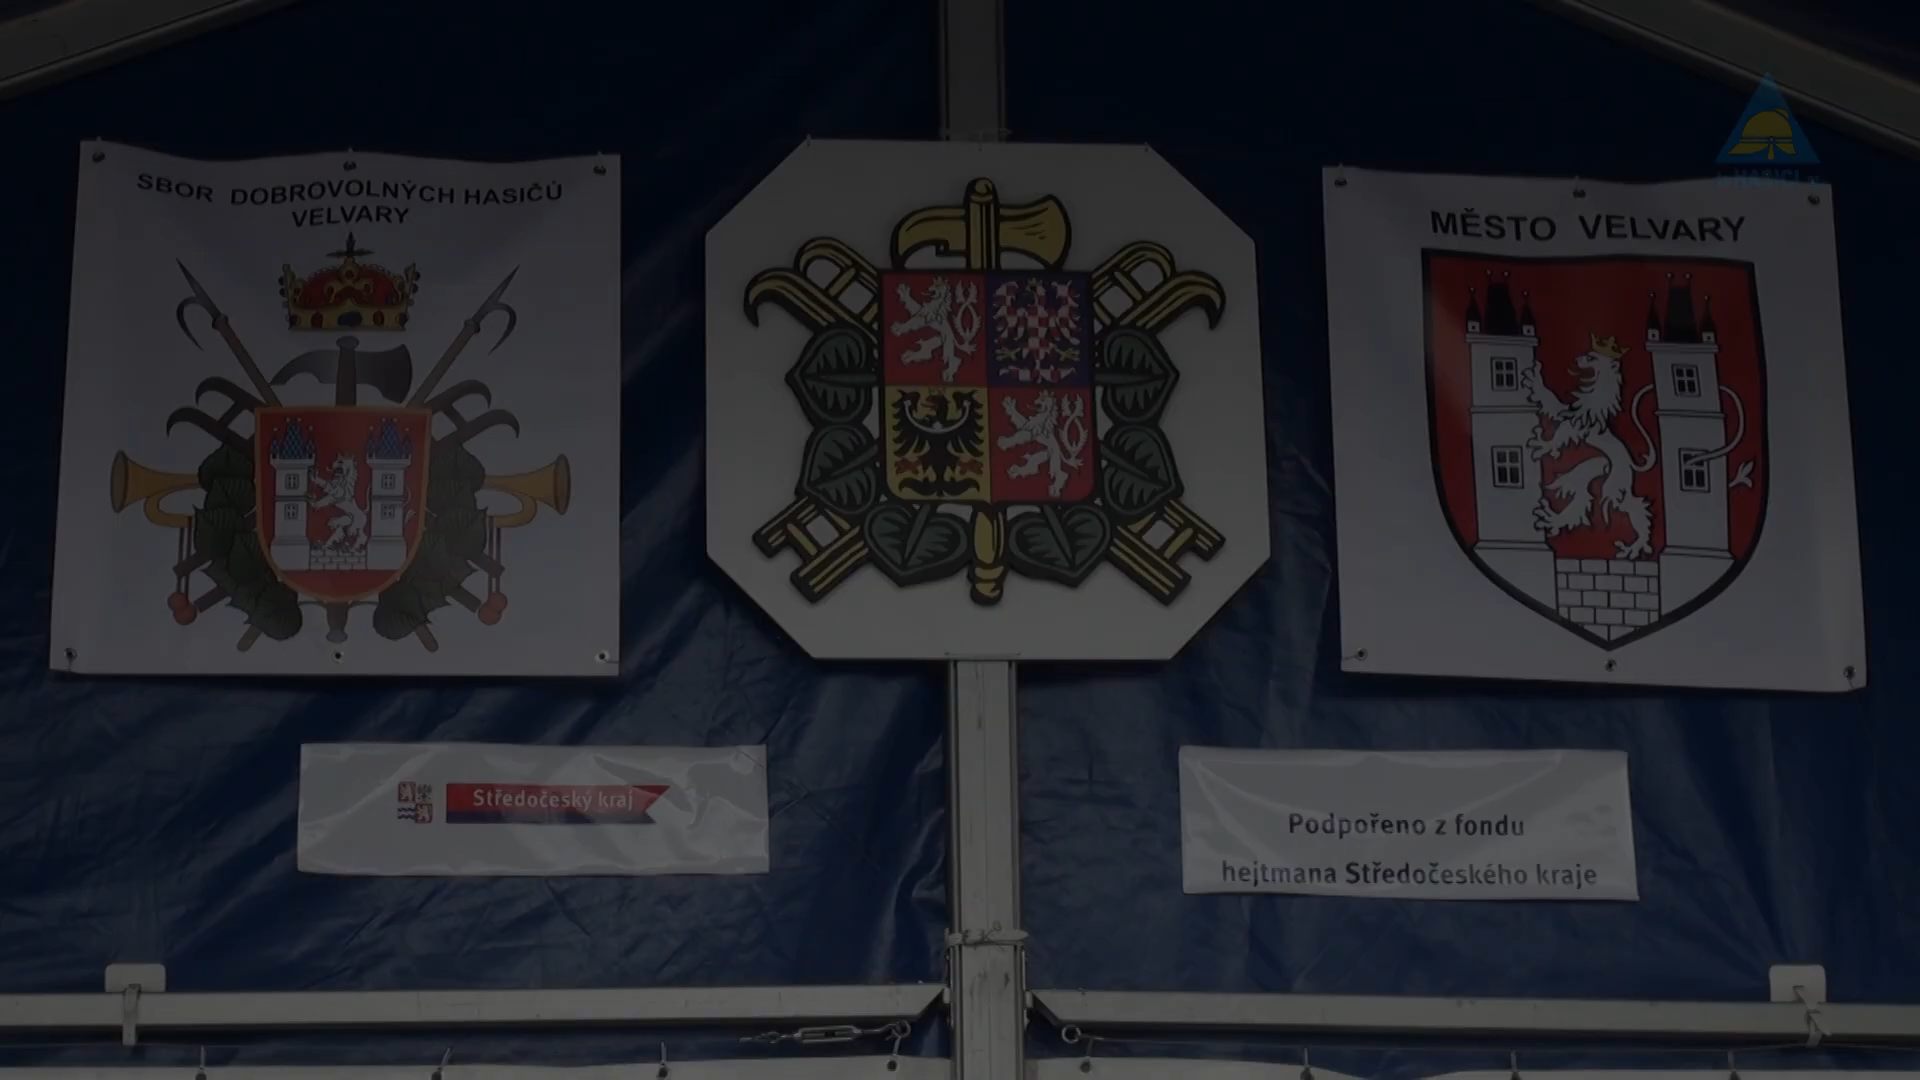 SBOR DOBROVOLNÝCH HASIČŮ
VELVARY
MĚSTO VELVARY
Středočeský kraj
Podpořeno z fondu
hejtmana Středočeského kraje